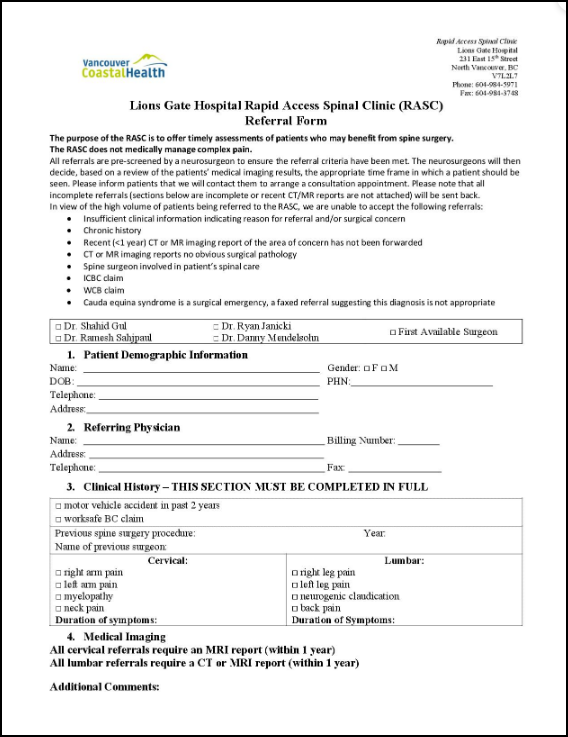 Vancouver
CoastalHealth
Rapid Access Spinal Clinic
Lions Gate Hospital
231 East 15th Street
North Vancouver, BC
V7L2L7
Phone: 604-984-5971
Fax: 604-984-3748
Lions Gate Hospital Rapid Access Spinal Clinic (RASC)
Referral Form
The purpose of the RASC is to offer timely assessments of patients who may benefit from spine surgery.
The RASC does not medically manage complex pain.
All referrals are pre-screened by a neurosurgeon to ensure the referral criteria have been met. The neurosurgeons will then
decide, based on a review of the patients' medical imaging results, the appropriate time frame in which a patient should be
seen. Please inform patients that we will contact them to arrange a consultation appointment. Please note that all
incomplete referrals (sections below are incomplete or recent CT/MR reports are not attached) will be sent back.
In view of the high volume of patients being referred to the RASC, we are unable to accept the following referrals:
• Insufficient clinical information indicating reason for referral and/or surgical concern
• Chronic history
• Recent (<1 year) CT or MR imaging report of the area of concern has not been forwarded
• CT or MR imaging reports no obvious surgical pathology
• Spine surgeon involved in patient's spinal care
• ICBC claim
• WCB claim
• Cauda equina syndrome is a surgical emergency, a faxed referral suggesting this diagnosis is not appropriate
□ Dr. Shahid Gul □ Dr. Ryan Janicki □ First Available Surgeon
□ Dr. Ramesh Sahjpaul □ Dr. Danny Mendelsohn
1. Patient Demographic Information
Name: Gender: □ F □ M
DOB: PHN:
Telephone:
Address:
2. Referring Physician
Name: Billing Number:
Address:
Telephone: Fax:
3. Clinical History – THIS SECTION MUST BE COMPLETED IN FULL
□ motor vehicle accident in past 2 years
□ worksafe BC claim
Previous spine surgery procedure: Year:
Name of previous surgeon:
Cervical: Lumbar:
□ right arm pain □ right leg pain
□ left arm pain □ left leg pain
□ myelopathy □ neurogenic claudication
□ neck pain □ back pain
Duration of symptoms: Duration of Symptoms:
4. Medical Imaging
All cervical referrals require an MRI report (within 1 year)
All lumbar referrals require a CT or MRI report (within 1 year)
Additional Comments: